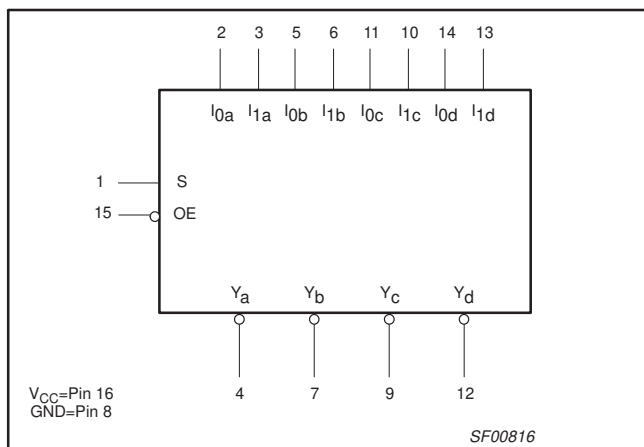 2 3 5 6 11 10 14 13
I0a I1a I0b I1b I0c I1c I0d I1d
1 S
15 OE
Ya Yb Yc Yd
4 7 9 12
VCC=Pin 16
GND=Pin 8
SF00816